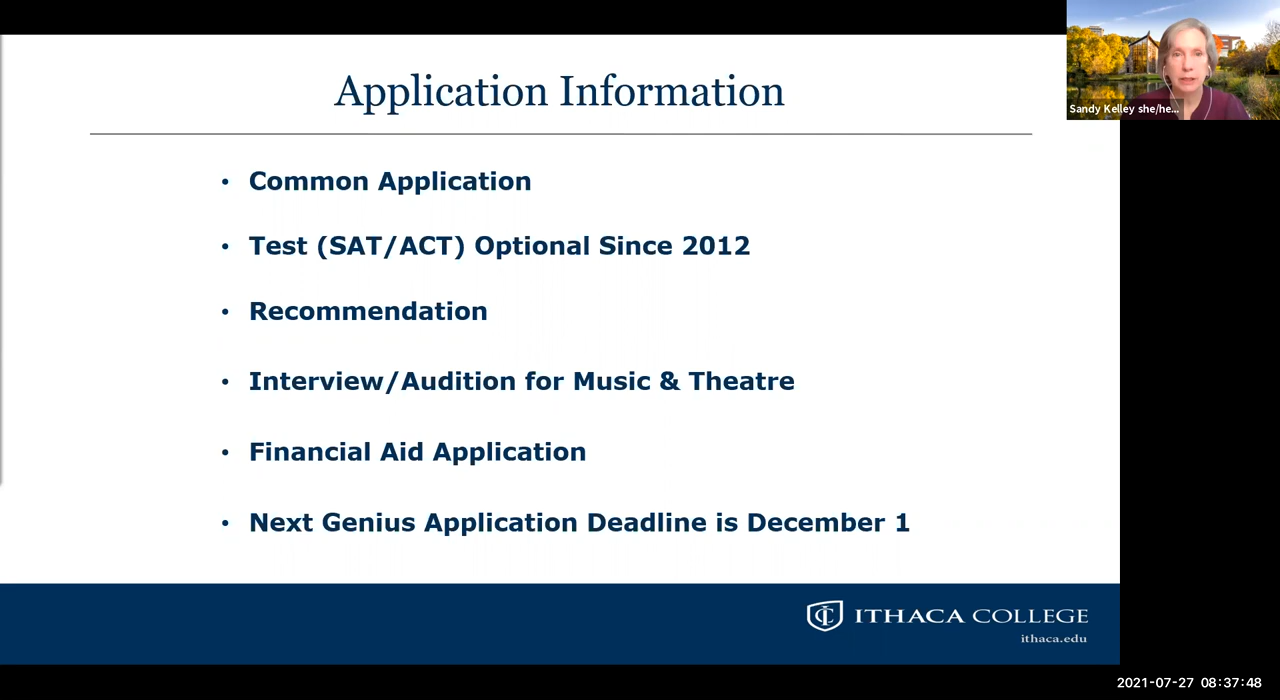 Application Information
Sandy Kelley she/he...
• Common Application
• Test (SAT/ACT) Optional Since 2012
• Recommendation
• Interview/Audition for Music & Theatre
• Financial Aid Application
• Next Genius Application Deadline is December 1
ITHACA COLLEGE
ithaca.edu
2021-07-27 08:37:48